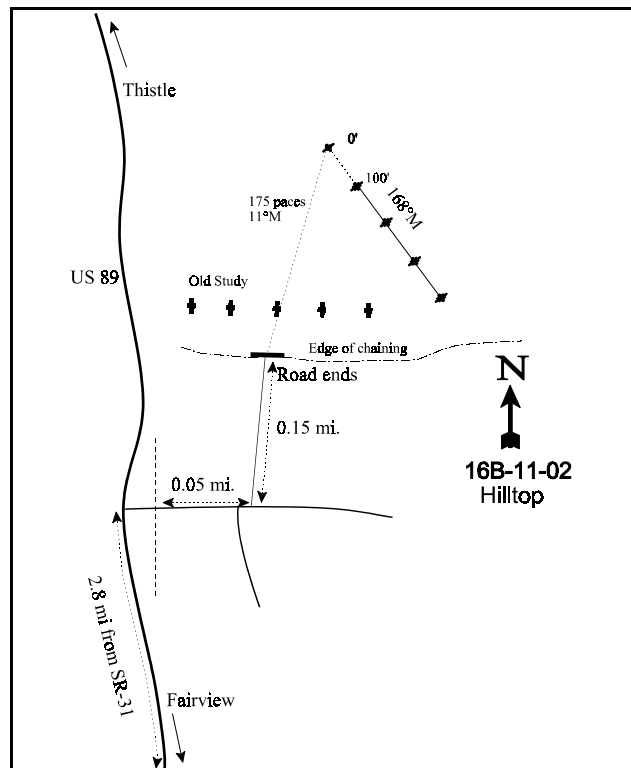 Thistle
0'
100'
168°M
175 paces
11°M
US 89
Old Study
Edge of chaining
Road ends
N
0.15 mi.
16B-11-02
Hilltop
0.05 mi.
2.8 mi from SR-31
Fairview